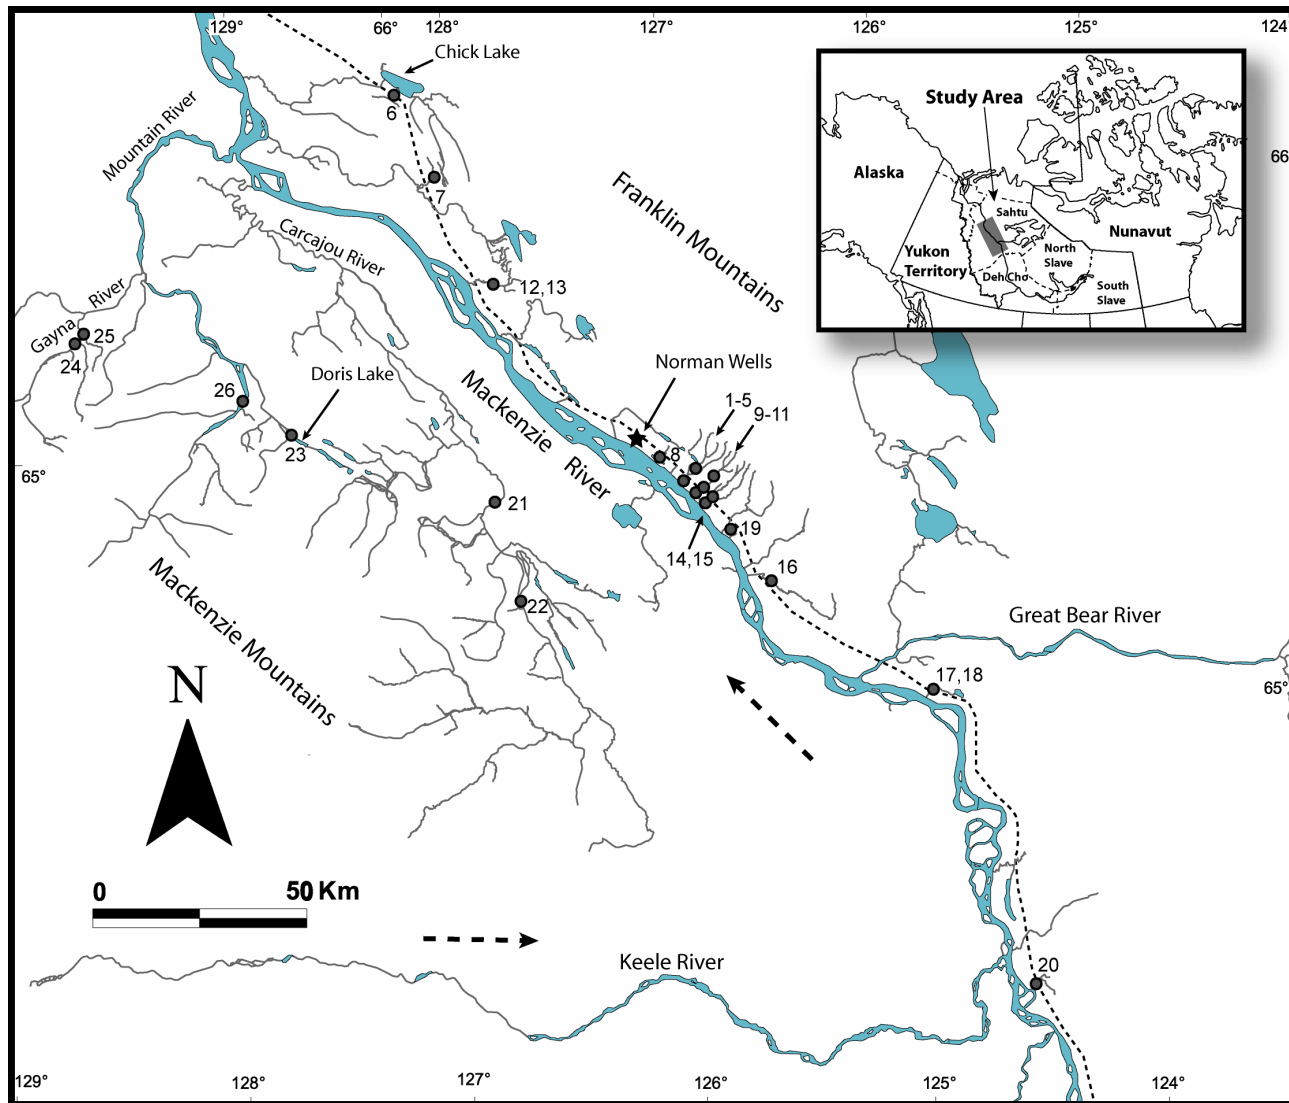 129°
66°
128°
127°
126°
125°
124°
Chick Lake
6
Mountain River
7
Franklin Mountains
Carcajou River
12,13
Gayna River
25
24
26
Doris Lake
23
Norman Wells
1-5
9-11
8
Mackenzie River
65°
21
19
14,15
16
22
Mackenzie Mountains
Great Bear River
17,18
65°
N
0 50 Km
Keele River
20
129°
128°
127°
126°
125°
124°
66
Study Area
Alaska
Sahtu
Nunavut
Yukon
Territory
North
Slave
DehCho
South
Slave